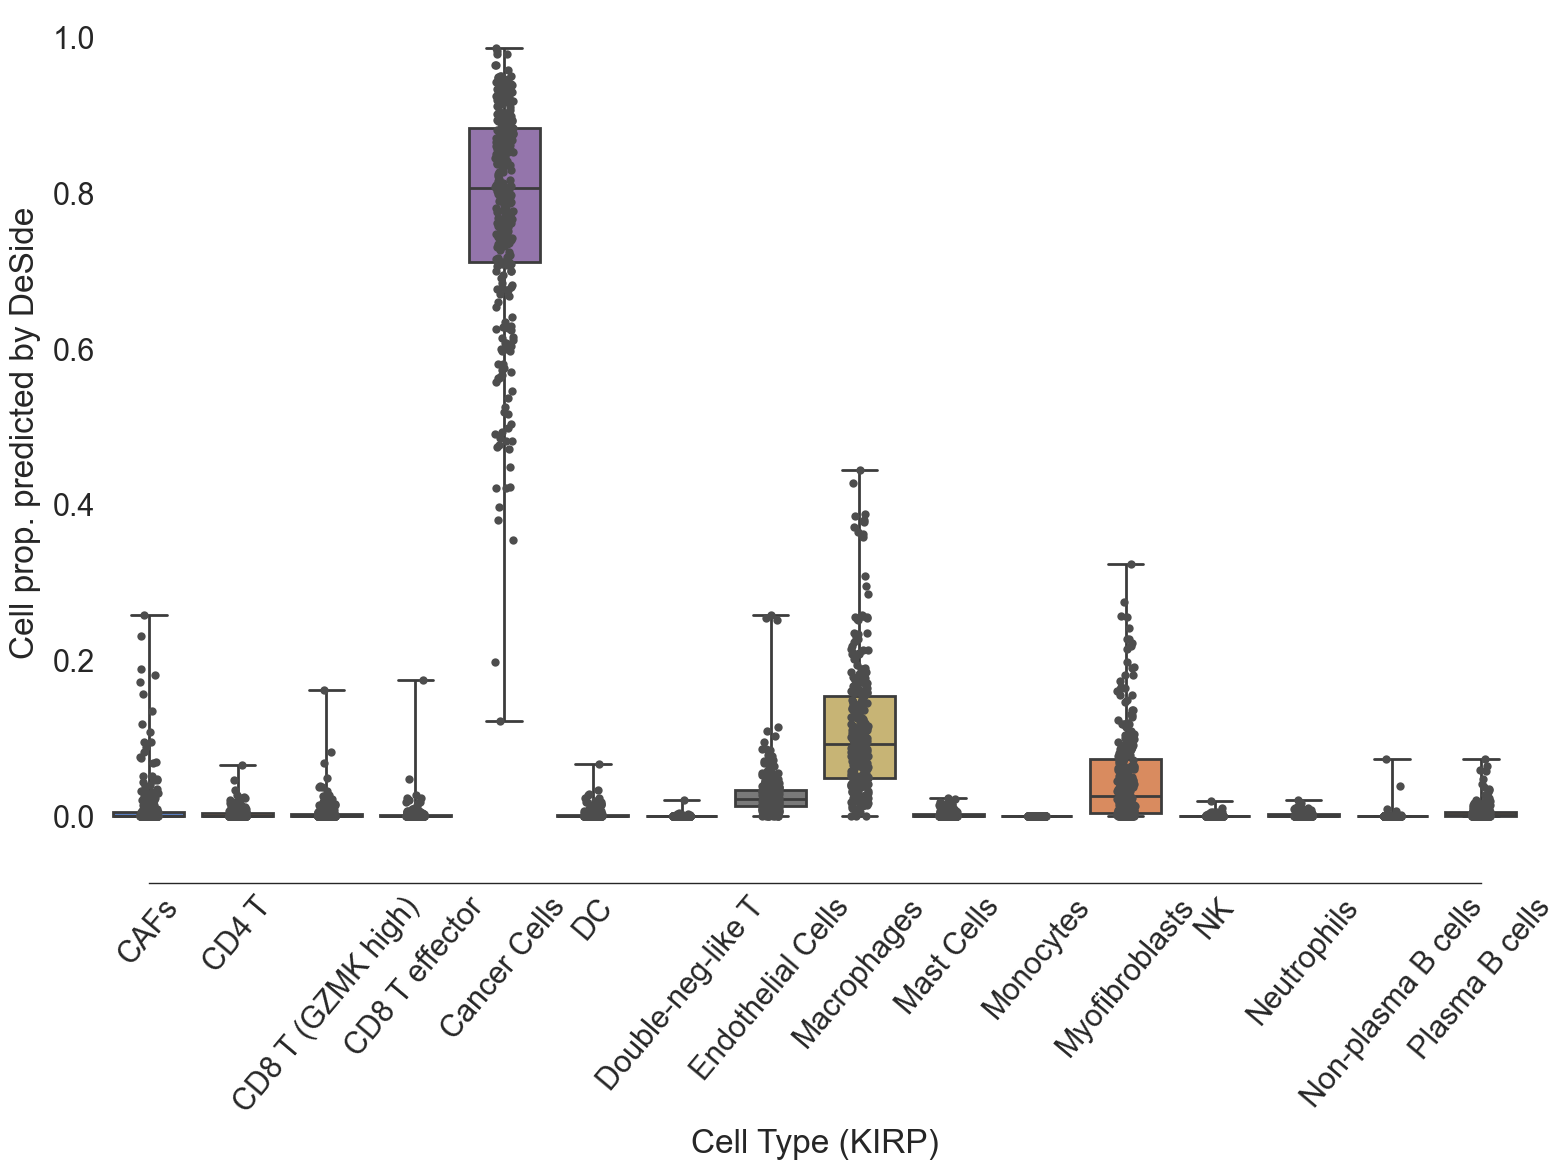 Cell prop. predicted by DeSide
1.0
0.8
0.6
0.4
0.2
0.0
CAFs
CD4 T
CD8 T (GZMK high)
CD8 T effector
Cancer Cells
DC
Double-neg-like T
Endothelial Cells
Macrophages
Mast Cells
Monocytes
Myofibroblasts
NK
Neutrophils
Non-plasma B cells
Plasma B cells
Cell Type (KIRP)